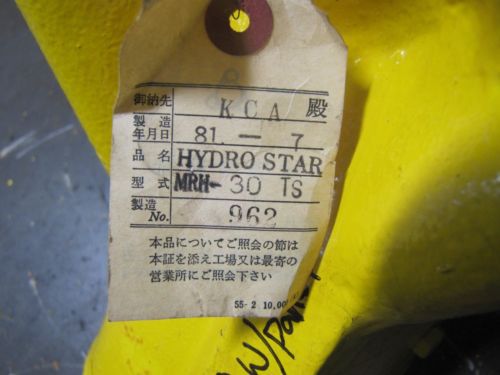 御納先 KCA 殿
製造年月日 81. — 7
品名 HYDRO STAR
型式 MRH-30 TS
製造No. 962
本品についてご照会の節は
本証を添え工場又は最寄の
営業所にご照会下さい
55-2 10,00
W/